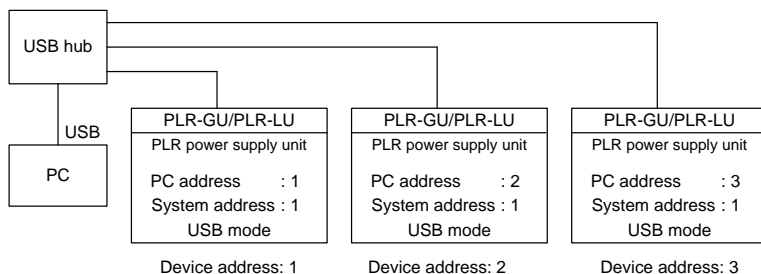 USB hub
USB
PC
PLR-GU/PLR-LU
PLR power supply unit
PC address : 1
System address : 1
USB mode
Device address: 1
PLR-GU/PLR-LU
PLR power supply unit
PC address : 2
System address : 1
USB mode
Device address: 2
PLR-GU/PLR-LU
PLR power supply unit
PC address : 3
System address : 1
USB mode
Device address: 3